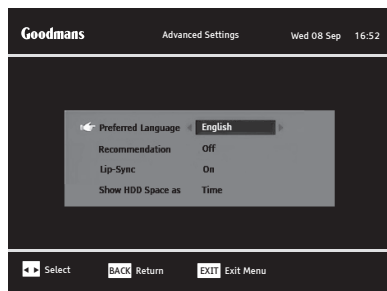 Goodmans Advanced Settings Wed 08 Sep 16:52
Preferred Language English
Recommendation Off
Lip-Sync On
Show HDD Space as Time
Select BACK Return EXIT Exit Menu